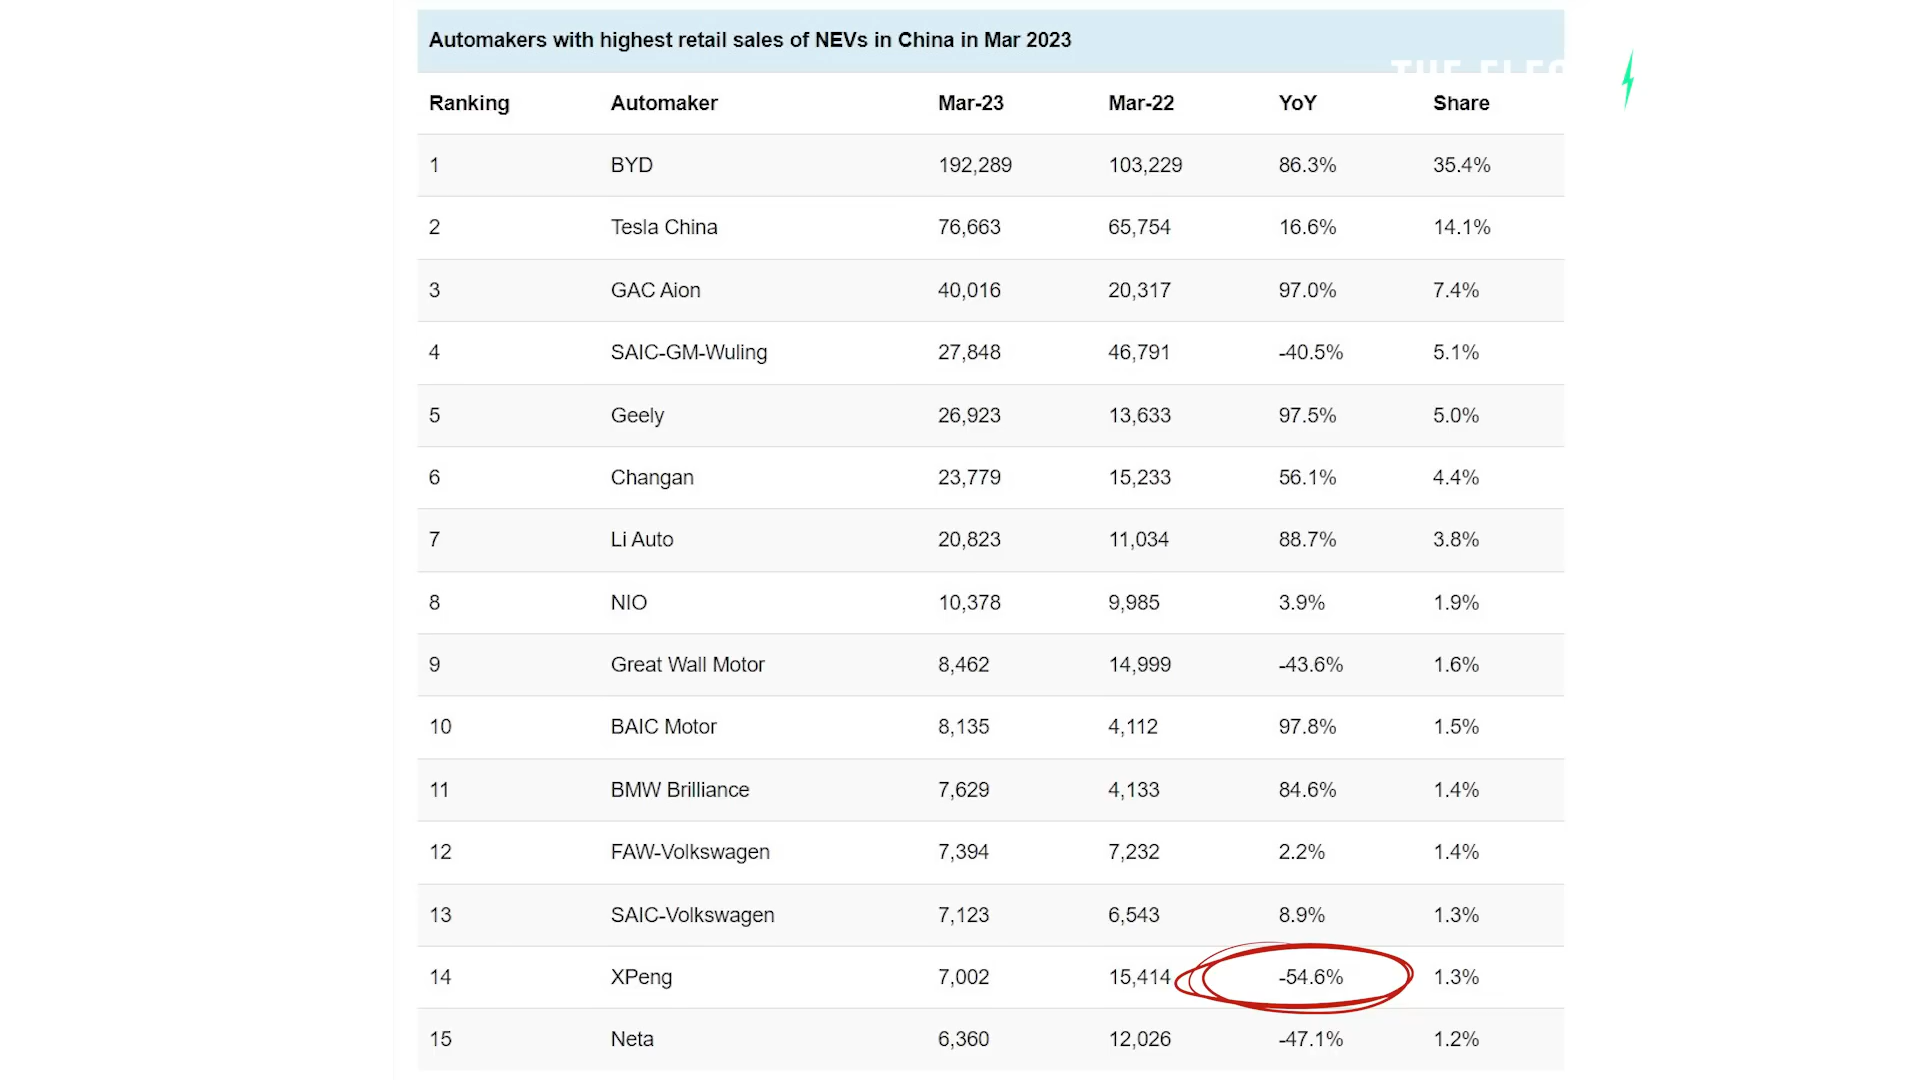 Automakers with highest retail sales of NEVs in China in Mar 2023
Ranking Automaker Mar-23 Mar-22 YoY Share
1 BYD 192,289 103,229 86.3% 35.4%
2 Tesla China 76,663 65,754 16.6% 14.1%
3 GAC Aion 40,016 20,317 97.0% 7.4%
4 SAIC-GM-Wuling 27,848 46,791 -40.5% 5.1%
5 Geely 26,923 13,633 97.5% 5.0%
6 Changan 23,779 15,233 56.1% 4.4%
7 Li Auto 20,823 11,034 88.7% 3.8%
8 NIO 10,378 9,985 3.9% 1.9%
9 Great Wall Motor 8,462 14,999 -43.6% 1.6%
10 BAIC Motor 8,135 4,112 97.8% 1.5%
11 BMW Brilliance 7,629 4,133 84.6% 1.4%
12 FAW-Volkswagen 7,394 7,232 2.2% 1.4%
13 SAIC-Volkswagen 7,123 6,543 8.9% 1.3%
14 XPeng 7,002 15,414 -54.6% 1.3%
15 Neta 6,360 12,026 -47.1% 1.2%